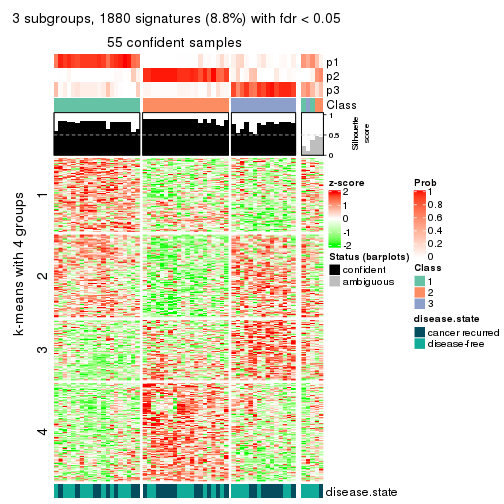 3 subgroups, 1880 signatures (8.8%) with fdr < 0.05
55 confident samples
p1
p2
p3
Class
1
0.5
0
Silhouette
score
k-means with 4 groups
1
2
3
4
z-score
2
1
0
-1
-2
Status (barplots)
confident
ambiguous
Prob
1
0.8
0.6
0.4
0.2
0
Class
1
2
3
disease.state
cancer recurred
disease-free
disease.state